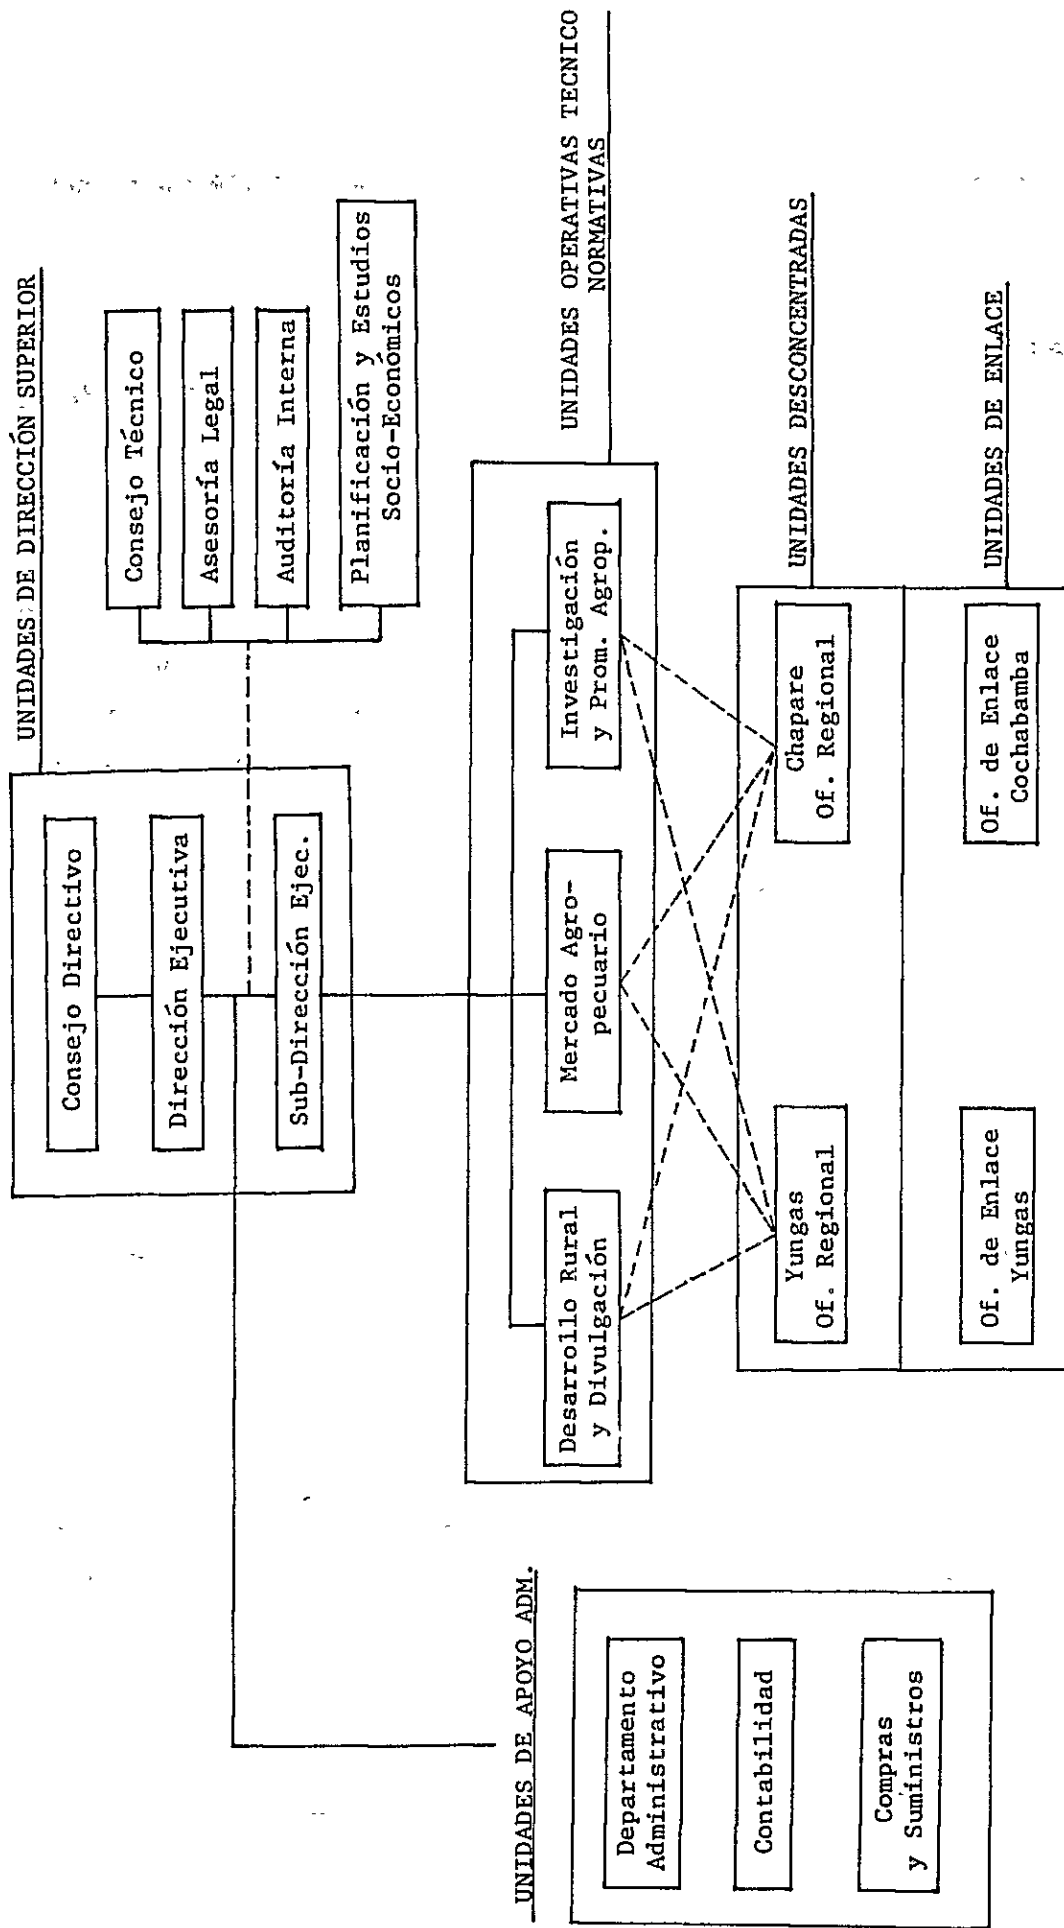 UNIDADES DE DIRECCIÓN SUPERIOR
Consejo Directivo
Dirección Ejecutiva
Sub-Dirección Ejec.
Consejo Técnico
Asesoría Legal
Auditoría Interna
Planificación y Estudios
Socio-Económicos
UNIDADES DE APOYO ADM.
Departamento
Administrativo
Contabilidad
Compras
y Suministros
UNIDADES OPERATIVAS TECNICO
NORMATIVAS
Desarrollo Rural
y Divulgación
Mercado Agro-
pecuario
Investigación
y Prom. Agrop.
UNIDADES DESCONCENTRADAS
Yungas
Of. Regional
Chapare
Of. Regional
UNIDADES DE ENLACE
Of. de Enlace
Yungas
Of. de Enlace
Cochabamba